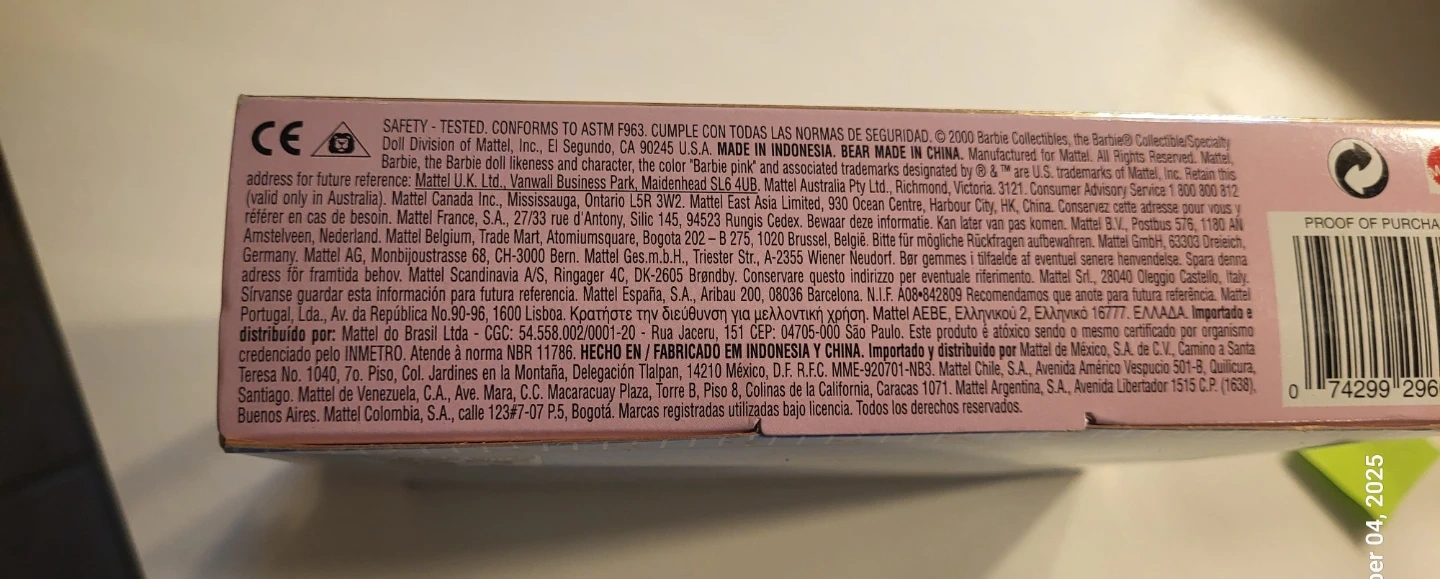 CE
SAFETY - TESTED. CONFORMS TO ASTM F963. CUMPLE CON TODAS LAS NORMAS DE SEGURIDAD. © 2000 Barbie Collectibles, the Barbie® Collectible/Specialty
Doll Division of Mattel, Inc., El Segundo, CA 90245 U.S.A. MADE IN INDONESIA. BEAR MADE IN CHINA. Manufactured for Mattel. All Rights Reserved. Mattel,
Barbie, the Barbie doll likeness and character, the color "Barbie pink" and associated trademarks designated by ® & ™ are U.S. trademarks of Mattel, Inc. Retain this
address for future reference: Mattel U.K. Ltd., Vanwall Business Park, Maidenhead SL6 4UB. Mattel Australia Pty Ltd., Richmond, Victoria. 3121. Consumer Advisory Service 1 800 800 812
(valid only in Australia). Mattel Canada Inc., Mississauga, Ontario L5R 3W2. Mattel East Asia Limited, 930 Ocean Centre, Harbour City, HK, China. Conservez cette adresse pour vous y
référer en cas de besoin. Mattel France, S.A., 27/33 rue d'Antony, Silic 145, 94523 Rungis Cedex. Bewaar deze informatie. Kan later van pas komen. Mattel B.V., Postbus 576, 1180 AN
Amstelveen, Nederland. Mattel Belgium, Trade Mart, Atomiumsquare, Bogota 202 – B 275, 1020 Brussel, België. Bitte für mögliche Rückfragen aufbewahren. Mattel GmbH, 63303 Dreieich,
Germany. Mattel AG, Monbijoustrasse 68, CH-3000 Bern. Mattel Ges.m.b.H., Triester Str., A-2355 Wiener Neudorf. Bør gemmes i tilfælde af eventuel senere henvendelse. Spara denna
adress för framtida behov. Mattel Scandinavia A/S, Ringager 4C, DK-2605 Brøndby. Conservare questo indirizzo per eventuale riferimento. Mattel Srl., 28040 Oleggio Castello, Italy.
Sírvanse guardar esta información para futura referencia. Mattel España, S.A., Aribau 200, 08036 Barcelona. N.I.F. A08•842809 Recomendamos que anote para futura referência. Mattel
Portugal, Lda., Av. da República No.90-96, 1600 Lisboa. Κρατήστε την διεύθυνση για μελλοντική χρήση. Mattel AEBE, Ελληνικού 2, Ελληνικό 16777. ΕΛΛΑΔΑ. Importado e
distribuído por: Mattel do Brasil Ltda - CGC: 54.558.002/0001-20 - Rua Jaceru, 151 CEP: 04705-000 São Paulo. Este produto é atóxico sendo o mesmo certificado por organismo
credenciado pelo INMETRO. Atende à norma NBR 11786. HECHO EN / FABRICADO EM INDONESIA Y CHINA. Importado y distribuido por Mattel de México, S.A. de C.V., Camino a Santa
Teresa No. 1040, 7o. Piso, Col. Jardines en la Montaña, Delegación Tlalpan, 14210 México, D.F. R.F.C. MME-920701-NB3. Mattel Chile, S.A., Avenida Américo Vespucio 501-B, Quilicura,
Santiago. Mattel de Venezuela, C.A., Ave. Mara, C.C. Macaracuay Plaza, Torre B, Piso 8, Colinas de la California, Caracas 1071. Mattel Argentina, S.A., Avenida Libertador 1515 C.P. (1638),
Buenos Aires. Mattel Colombia, S.A., calle 123#7-07 P.5, Bogotá. Marcas registradas utilizadas bajo licencia. Todos los derechos reservados.
PROOF OF PURCHA
0 74299 296
ber 04, 2025